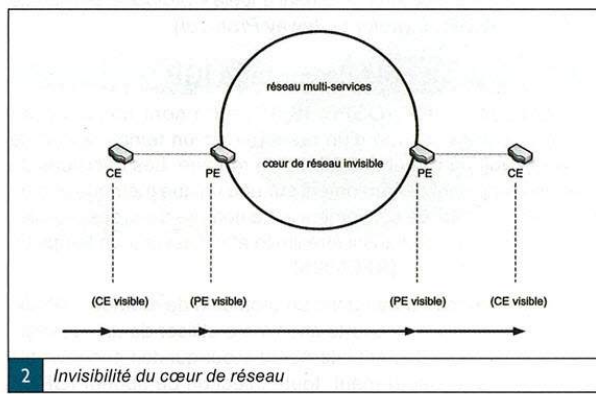 réseau multi-services
cœur de réseau invisible
CE PE PE CE
(CE visible) (PE visible) (PE visible) (CE visible)
2 Invisibilité du cœur de réseau